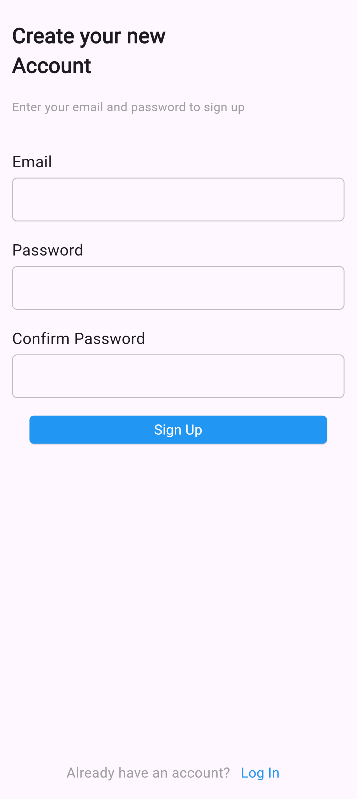 Create your new
Account
Enter your email and password to sign up
Email
Password
Confirm Password
Sign Up
Already have an account? Log In